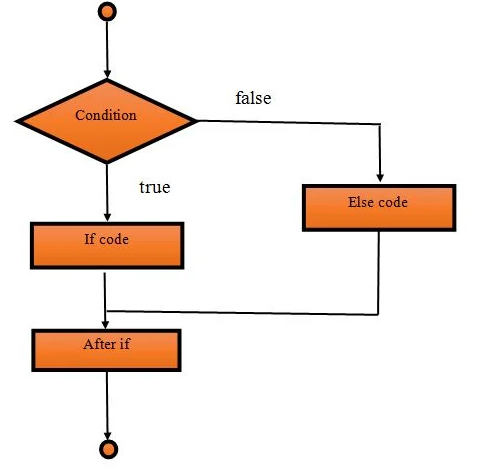 Condition
false
true
Else code
If code
After if